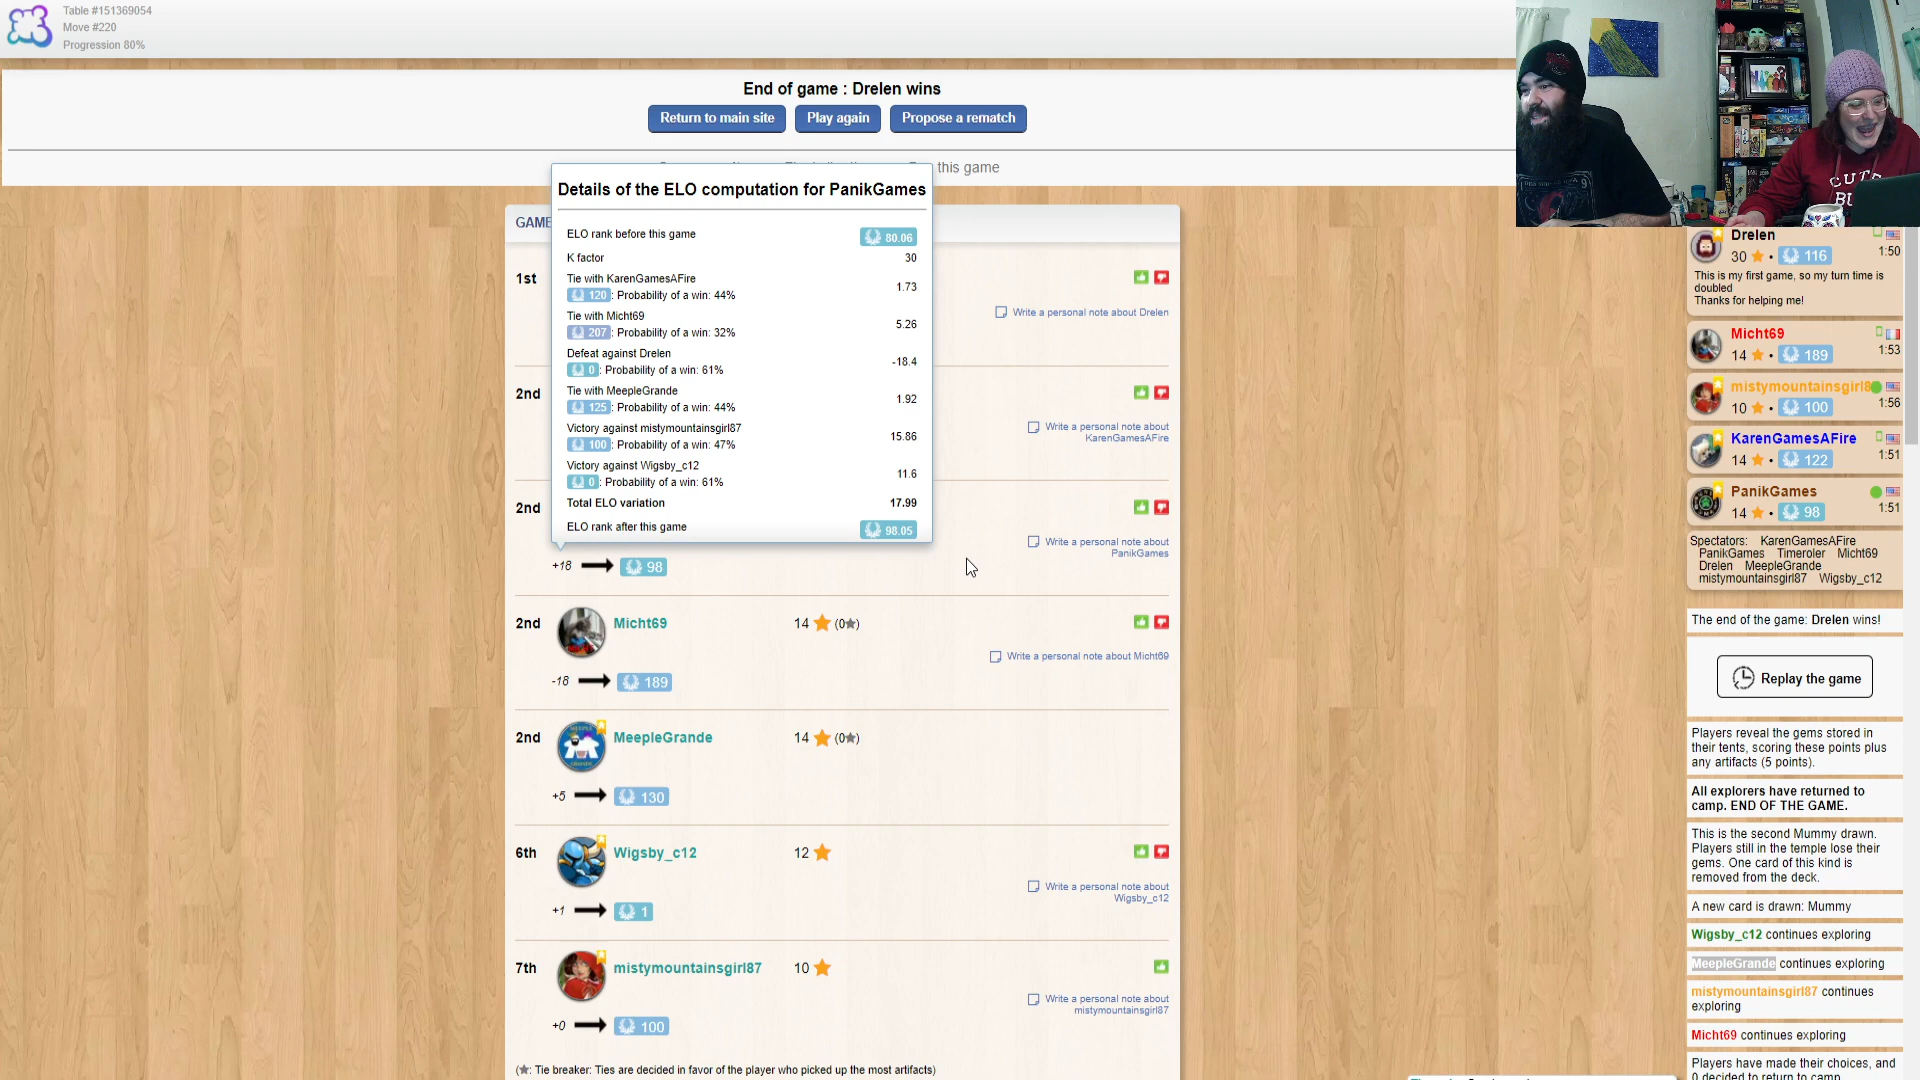 Table #151369054
Move #220
Progression 80%
End of game : Drelen wins
Return to main site
Play again
Propose a rematch
this game
Details of the ELO computation for PanikGames
ELO rank before this game
80.06
K factor
30
Tie with KarenGamesAFire
120 : Probability of a win: 44%
1.73
Tie with Micht69
207 : Probability of a win: 32%
5.26
Defeat against Drelen
0 : Probability of a win: 61%
-18.4
Tie with MeepleGrande
125 : Probability of a win: 44%
1.92
Victory against mistymountainsgirl87
100 : Probability of a win: 47%
15.86
Victory against Wigsby_c12
0 : Probability of a win: 61%
11.6
Total ELO variation
17.99
ELO rank after this game
98.05
GAME
1st
Write a personal note about Drelen
2nd
Write a personal note about
KarenGamesAFire
2nd
Write a personal note about
PanikGames
+18
98
2nd
Micht69
14 (0★)
Write a personal note about Micht69
-18
189
2nd
MeepleGrande
14 (0★)
+5
130
6th
Wigsby_c12
12
Write a personal note about
Wigsby_c12
+1
1
7th
mistymountainsgirl87
10
Write a personal note about
mistymountainsgirl87
+0
100
(★: Tie breaker: Ties are decided in favor of the player who picked up the most artifacts)
CUTE
Drelen
30 ★ • 116
1:50
This is my first game, so my turn time is
doubled
Thanks for helping me!
Micht69
14 ★ • 189
1:53
mistymountainsgirl8
10 ★ • 100
1:56
KarenGamesAFire
14 ★ • 122
1:51
PanikGames
14 ★ • 98
1:51
Spectators: KarenGamesAFire
PanikGames Timeroler Micht69
Drelen MeepleGrande
mistymountainsgirl87 Wigsby_c12
The end of the game: Drelen wins!
Replay the game
Players reveal the gems stored in
their tents, scoring these points plus
any artifacts (5 points).
All explorers have returned to
camp. END OF THE GAME.
This is the second Mummy drawn.
Players still in the temple lose their
gems. One card of this kind is
removed from the deck.
A new card is drawn: Mummy
Wigsby_c12 continues exploring
MeepleGrande continues exploring
mistymountainsgirl87 continues
exploring
Micht69 continues exploring
Players have made their choices, and
0 decided to return to camp